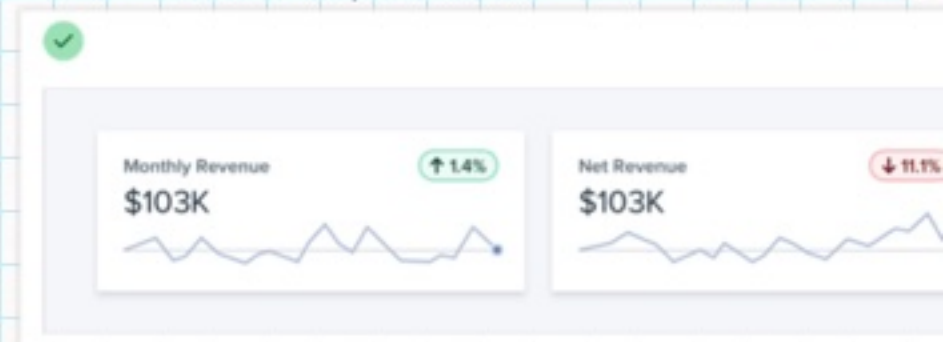 Monthly Revenue
↑ 1.4%
$103K
Net Revenue
↓ 11.1%
$103K